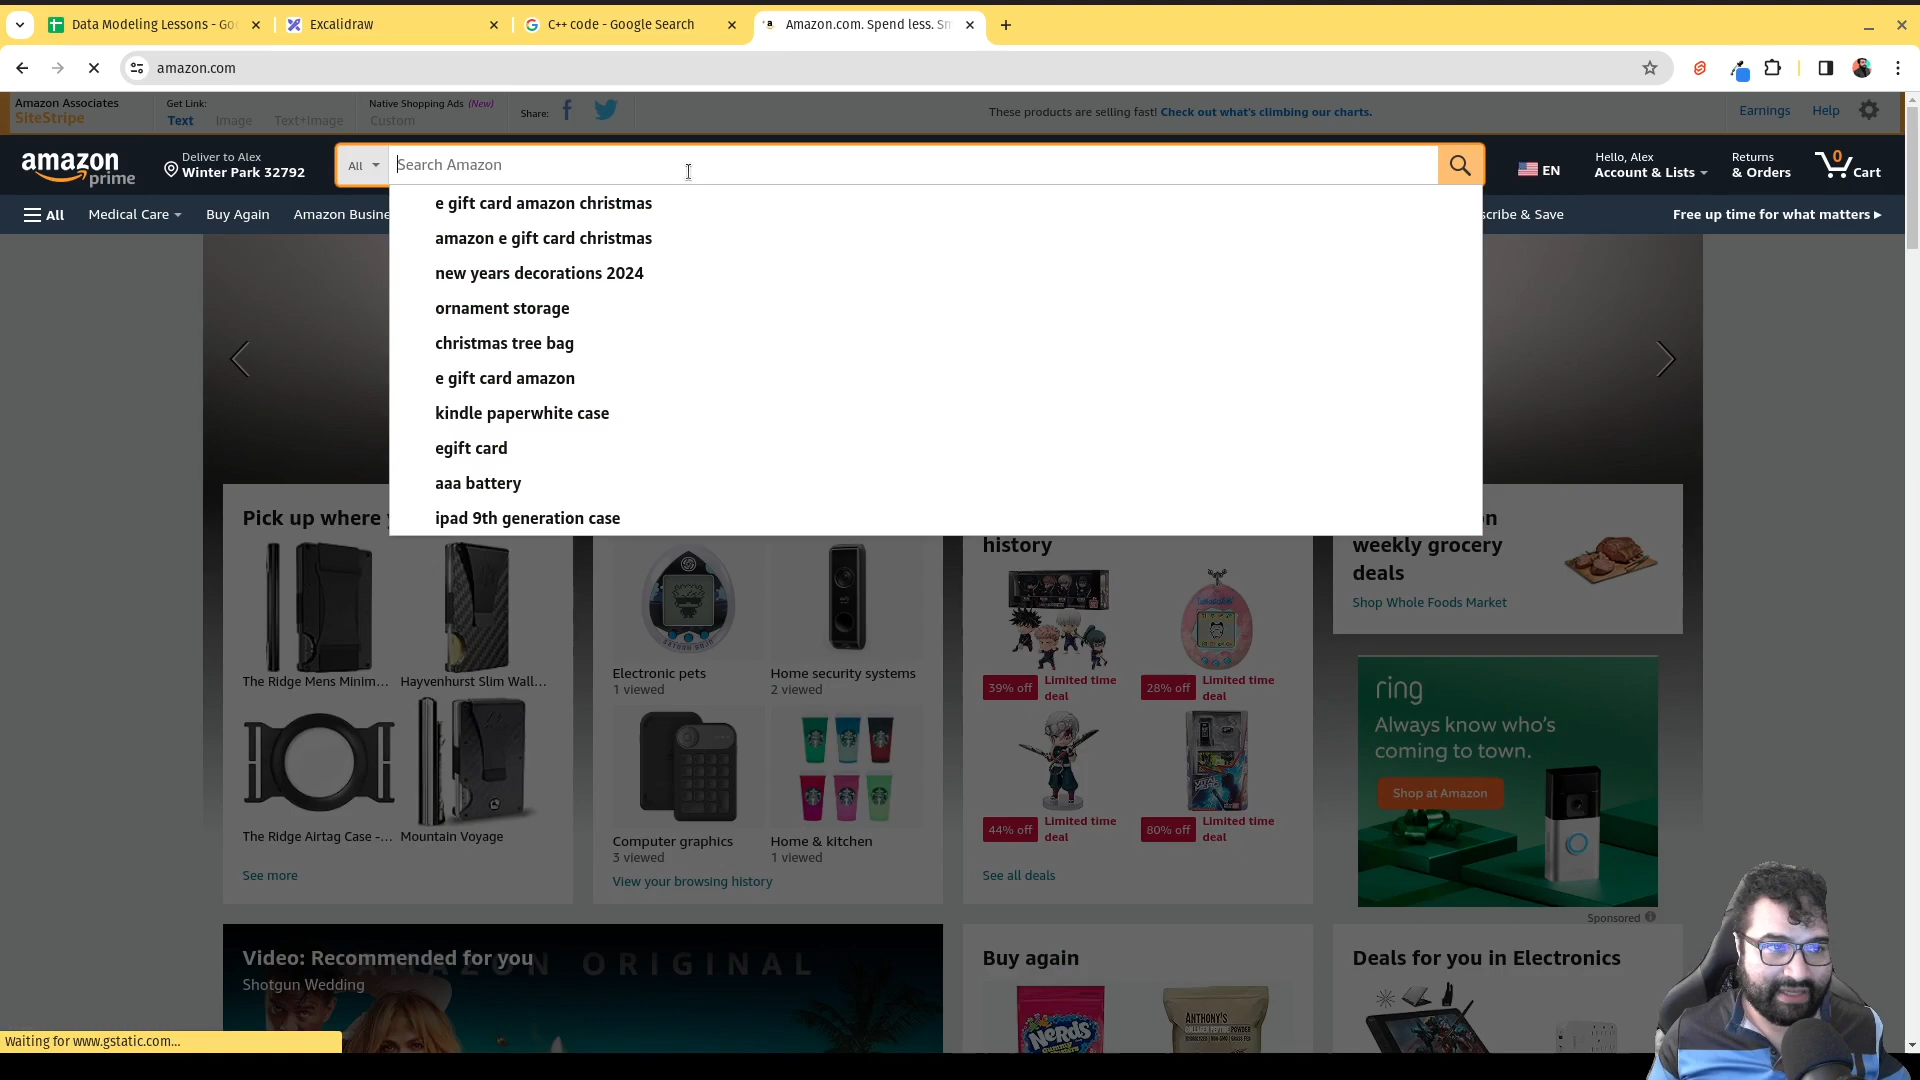 Data Modeling Lessons - Goo
Excalidraw
C++ code - Google Search
Amazon.com. Spend less. Sm
amazon.com
Amazon Associates
SiteStripe
Get Link:
Text
Image
Text+Image
Native Shopping Ads (New)
Custom
Share:
These products are selling fast! Check out what's climbing our charts.
Earnings
Help
amazon
prime
Deliver to Alex
Winter Park 32792
All
Search Amazon
EN
Hello, Alex
Account & Lists
Returns
& Orders
0
Cart
All
Medical Care
Buy Again
Amazon Busine
scribe & Save
Free up time for what matters
e gift card amazon christmas
amazon e gift card christmas
new years decorations 2024
ornament storage
christmas tree bag
e gift card amazon
kindle paperwhite case
egift card
aaa battery
ipad 9th generation case
Pick up where
The Ridge Mens Minim...
Hayvenhurst Slim Wall...
The Ridge Airtag Case -...
Mountain Voyage
See more
Electronic pets
1 viewed
Home security systems
2 viewed
Computer graphics
3 viewed
Home & kitchen
1 viewed
View your browsing history
history
39% off
Limited time
deal
28% off
Limited time
deal
44% off
Limited time
deal
80% off
Limited time
deal
See all deals
on
weekly grocery
deals
Shop Whole Foods Market
ring
Always know who's
coming to town.
Shop at Amazon
Sponsored
Video: Recommended for you
Shotgun Wedding
AMAZON ORIGINAL
Buy again
NERDS
ANTHONY'S
Deals for you in Electronics
Waiting for www.gstatic.com...